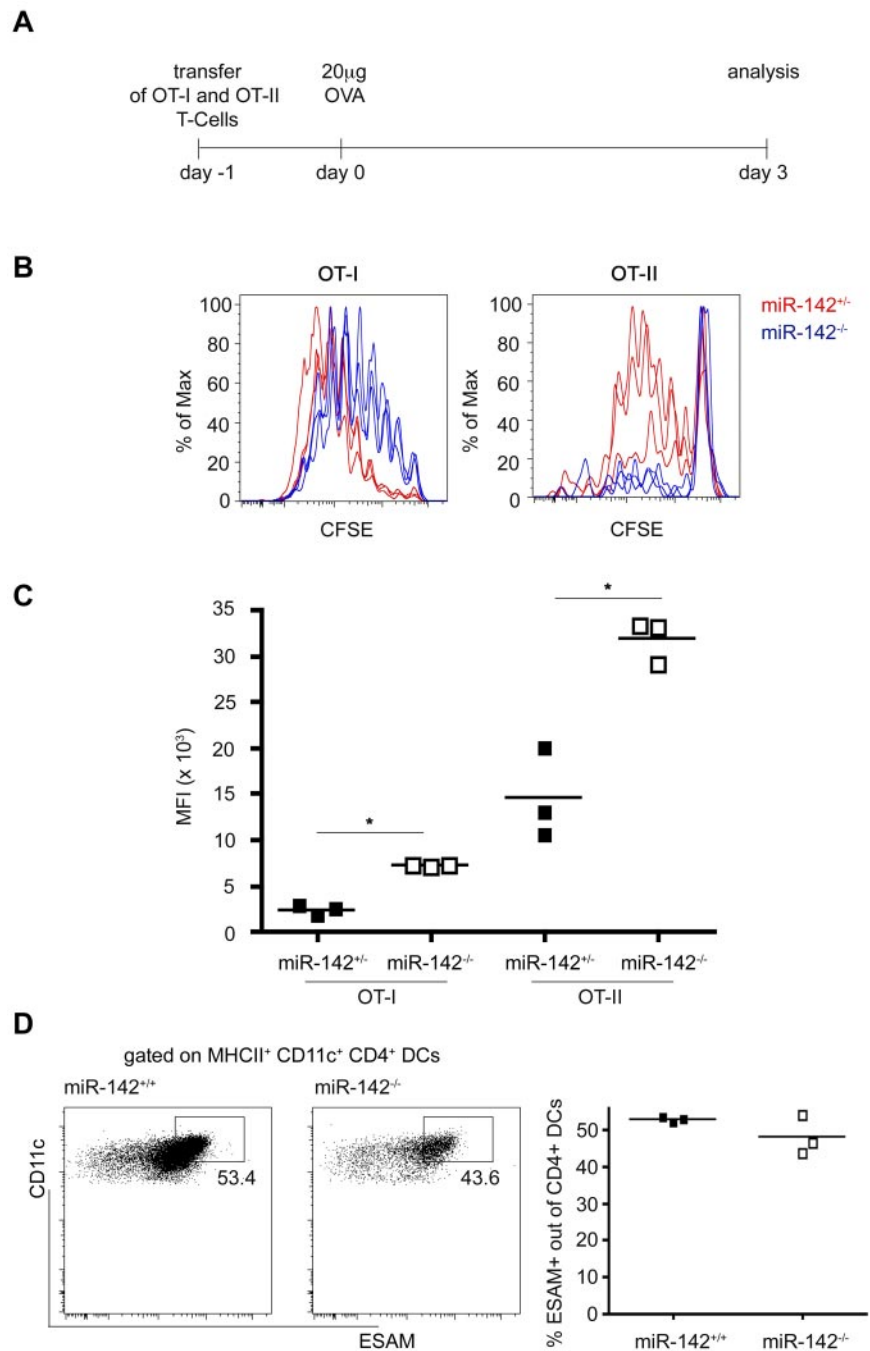 A
transfer
of OT-I and OT-II
T-Cells
20µg
OVA
analysis
day -1
day 0
day 3
B
OT-I
OT-II
miR-142+/-
miR-142-/-
% of Max
100
80
60
40
20
0
CFSE
% of Max
100
80
60
40
20
0
CFSE
C
MFI (x 10³)
35
30
25
20
15
10
5
0
*
*
miR-142+/-
miR-142-/-
miR-142+/-
miR-142-/-
OT-I
OT-II
D
gated on MHCII+ CD11c+ CD4+ DCs
miR-142+/+
miR-142-/-
CD11c
53.4
43.6
ESAM
% ESAM+ out of CD4+ DCs
50
40
30
20
10
0
miR-142+/+
miR-142-/-